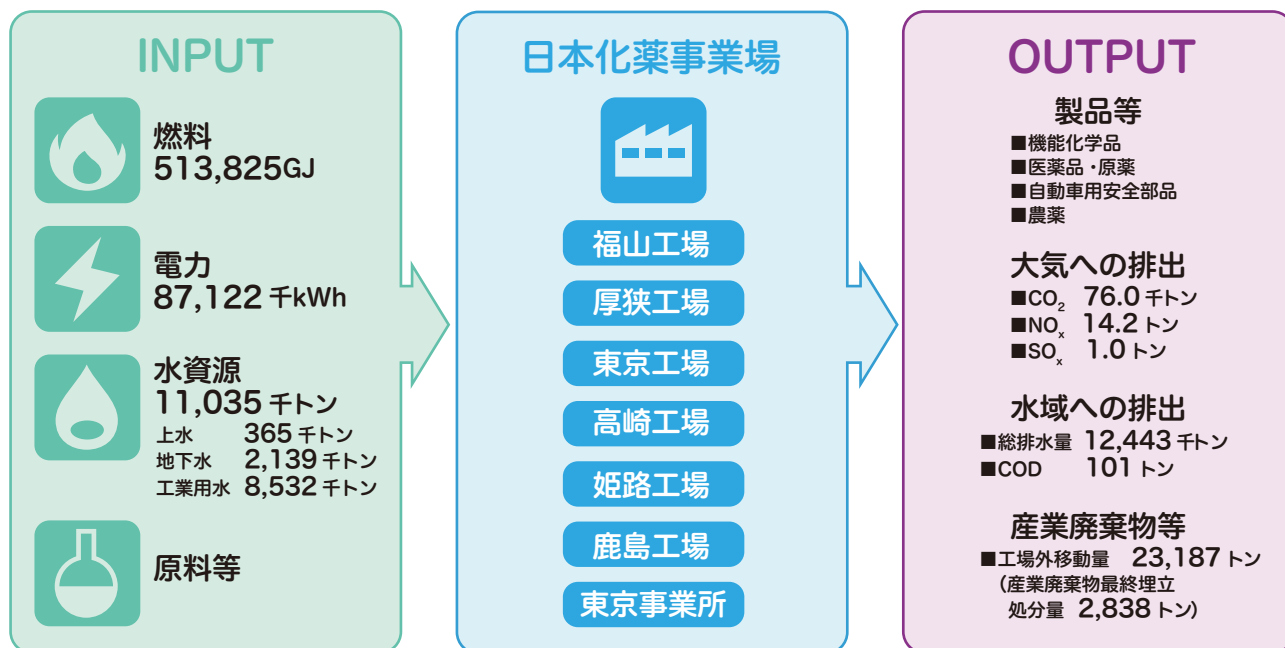 INPUT
燃料
513,825GJ
電力
87,122 千kWh
水資源
11,035 千トン
上水 365 千トン
地下水 2,139 千トン
工業用水 8,532 千トン
原料等
日本化薬事業場
福山工場
厚狭工場
東京工場
高崎工場
姫路工場
鹿島工場
東京事業所
OUTPUT
製品等
■機能化学品
■医薬品・原薬
■自動車用安全部品
■農薬
大気への排出
■CO₂ 76.0 千トン
■NOₓ 14.2 トン
■SOₓ 1.0 トン
水域への排出
■総排水量 12,443 千トン
■COD 101 トン
産業廃棄物等
■工場外移動量 23,187 トン
(産業廃棄物最終埋立
処分量 2,838 トン)